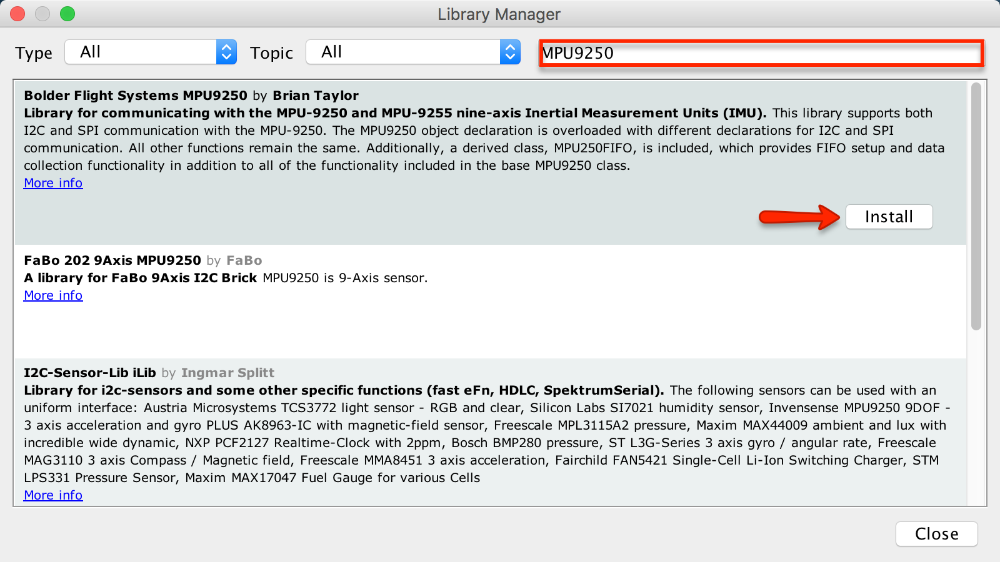 Library Manager
Type All Topic All MPU9250
Bolder Flight Systems MPU9250 by Brian Taylor
Library for communicating with the MPU-9250 and MPU-9255 nine-axis Inertial Measurement Units (IMU). This library supports both
I2C and SPI communication with the MPU-9250. The MPU9250 object declaration is overloaded with different declarations for I2C and SPI
communication. All other functions remain the same. Additionally, a derived class, MPU250FIFO, is included, which provides FIFO setup and data
collection functionality in addition to all of the functionality included in the base MPU9250 class.
More info
Install
FaBo 202 9Axis MPU9250 by FaBo
A library for FaBo 9Axis I2C Brick MPU9250 is 9-Axis sensor.
More info
I2C-Sensor-Lib iLib by Ingmar Splitt
Library for i2c-sensors and some other specific functions (fast eFn, HDLC, SpektrumSerial). The following sensors can be used with an
uniform interface: Austria Microsystems TCS3772 light sensor - RGB and clear, Silicon Labs SI7021 humidity sensor, Invensense MPU9250 9DOF -
3 axis acceleration and gyro PLUS AK8963-IC with magnetic-field sensor, Freescale MPL3115A2 pressure, Maxim MAX44009 ambient and lux with
incredible wide dynamic, NXP PCF2127 Realtime-Clock with 2ppm, Bosch BMP280 pressure, ST L3G-Series 3 axis gyro / angular rate, Freescale
MAG3110 3 axis Compass / Magnetic field, Freescale MMA8451 3 axis acceleration, Fairchild FAN5421 Single-Cell Li-Ion Switching Charger, STM
LPS331 Pressure Sensor, Maxim MAX17047 Fuel Gauge for various Cells
More info
Close